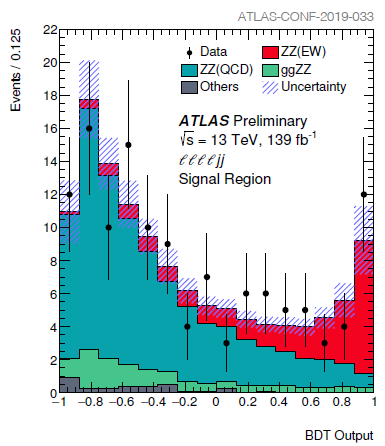 ATLAS-CONF-2019-033
Events / 0.125
22
20
18
16
14
12
10
8
6
4
2
0
Data ZZ(EW)
ZZ(QCD) ggZZ
Others Uncertainty
ATLAS Preliminary
√s = 13 TeV, 139 fb⁻¹
ℓℓℓℓjj
Signal Region
−1 −0.8 −0.6 −0.4 −0.2 0 0.2 0.4 0.6 0.8 1
BDT Output